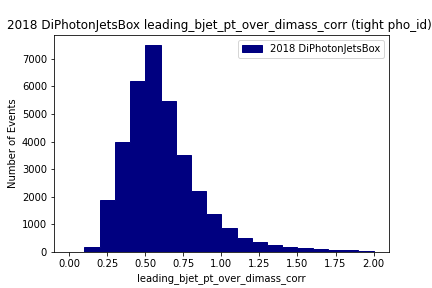 2018 DiPhotonJetsBox leading_bjet_pt_over_dimass_corr (tight pho_id)
2018 DiPhotonJetsBox
Number of Events
7000
6000
5000
4000
3000
2000
1000
0
0.00 0.25 0.50 0.75 1.00 1.25 1.50 1.75 2.00
leading_bjet_pt_over_dimass_corr